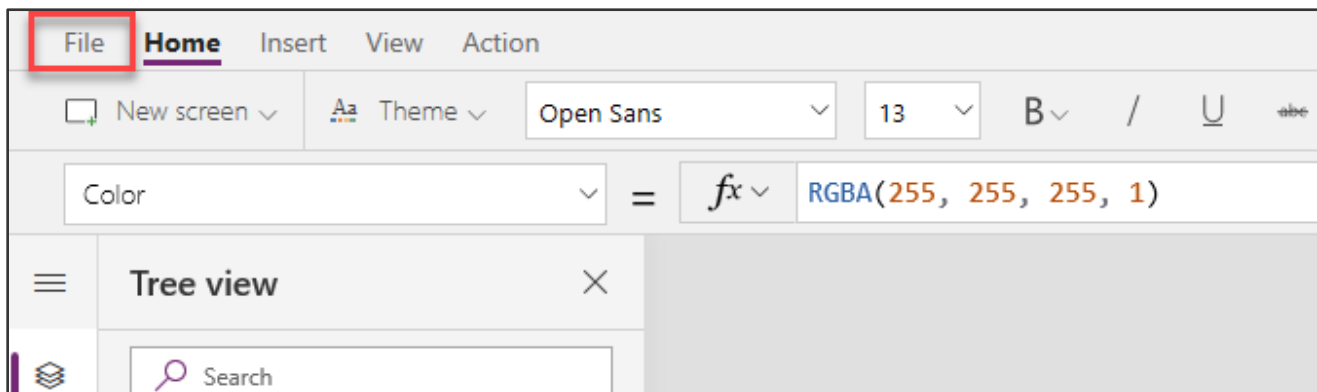 File Home Insert View Action
New screen Aa Theme Open Sans 13 B / U abc
Color = fx RGBA(255, 255, 255, 1)
Tree view
Search